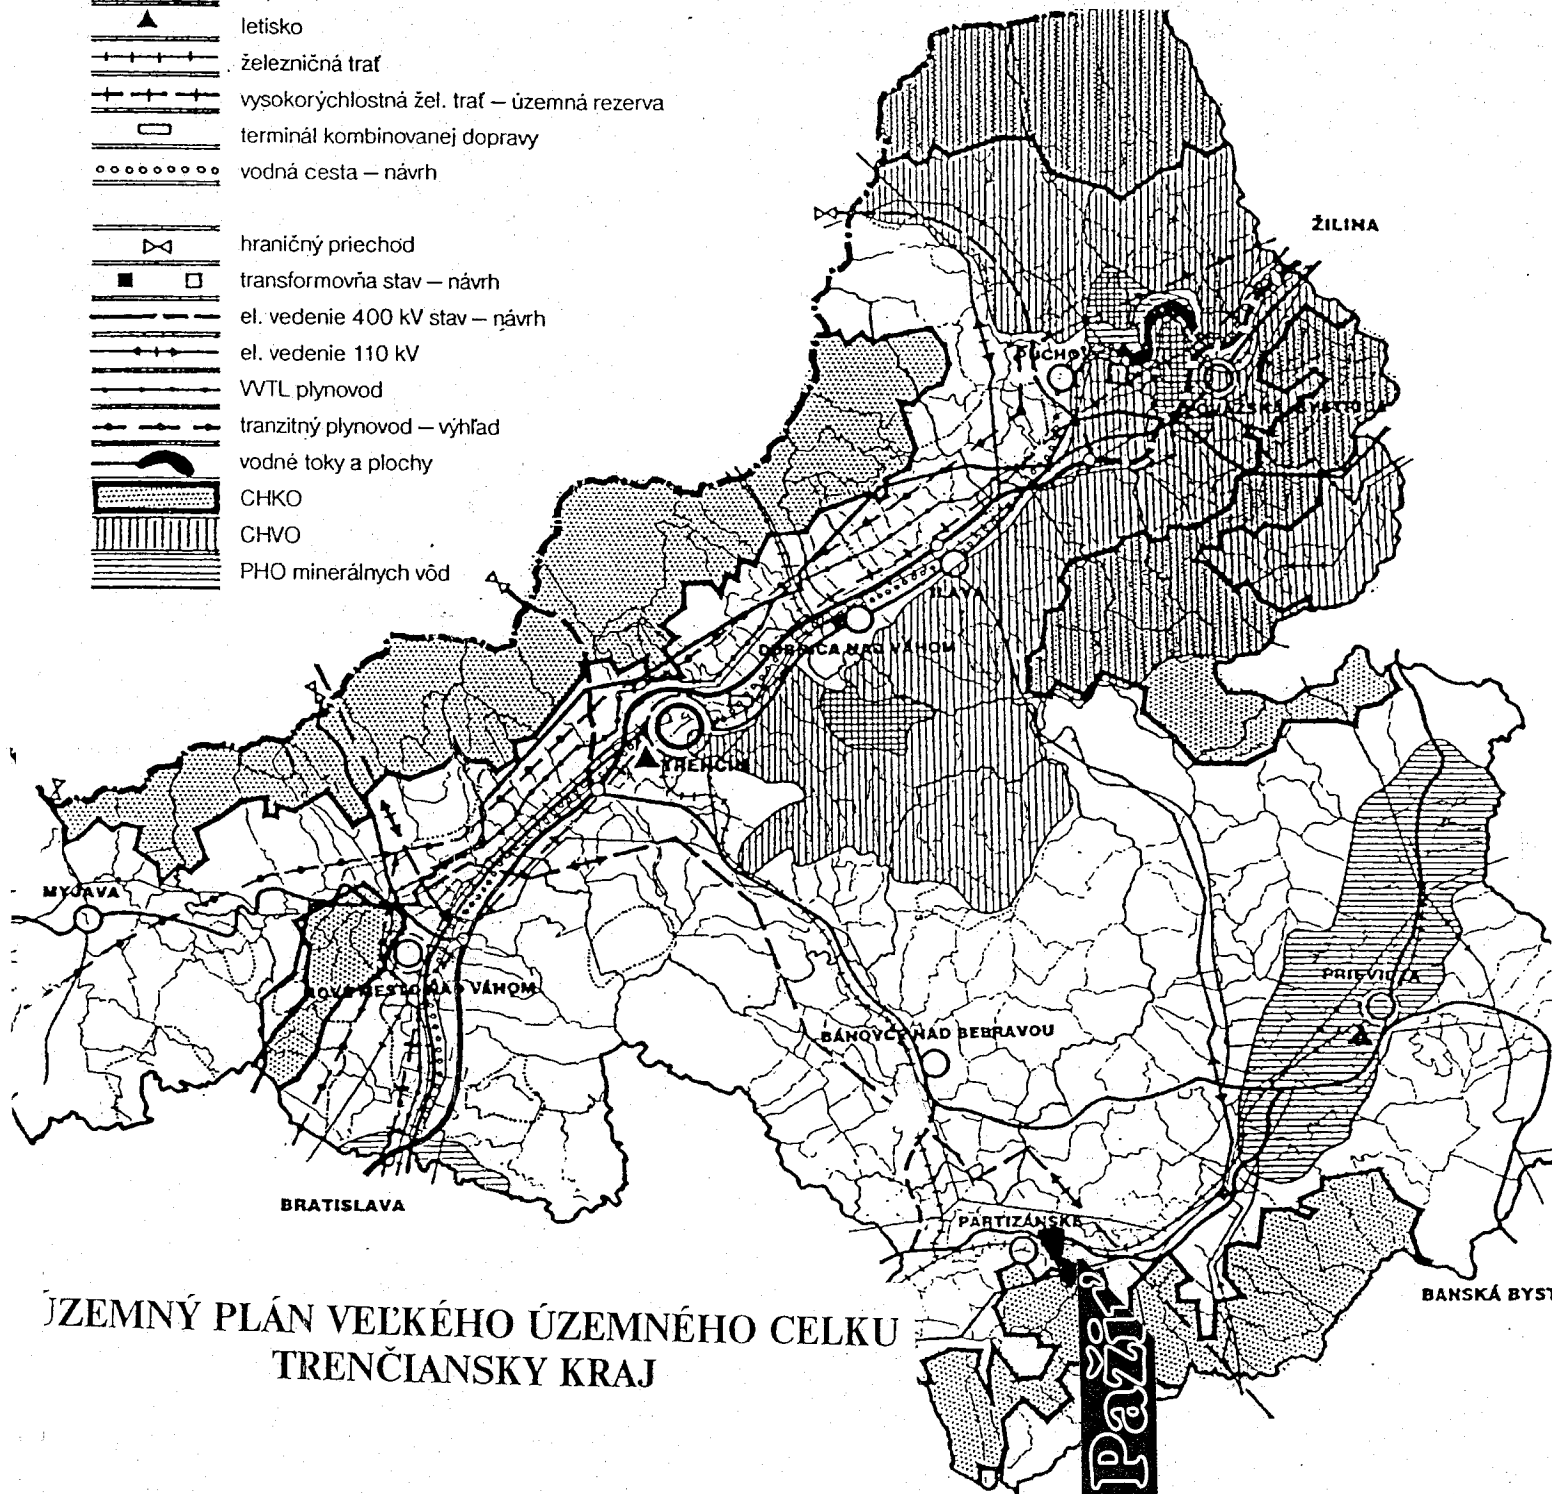 letisko
železničná trať
vysokorýchlostná žel. trať – územná rezerva
terminál kombinovanej dopravy
vodná cesta – návrh
hraničný priechod
transformovňa stav – návrh
el. vedenie 400 kV stav – návrh
el. vedenie 110 kV
VVTL plynovod
tranzitný plynovod – výhľad
vodné toky a plochy
CHKO
CHVO
PHO minerálnych vôd
ŽILINA
PÚCHOV
POVAŽSKÁ BYSTRICA
ILAVA
DUBNICA NAD VÁHOM
TRENČÍN
MYJAVA
NOVÉ MESTO NAD VÁHOM
PRIEVIDZA
BÁNOVCE NAD BEBRAVOU
BRATISLAVA
PARTIZÁNSKE
BANSKÁ BYST
Pažiť
ÚZEMNÝ PLÁN VEĽKÉHO ÚZEMNÉHO CELKU
TRENČIANSKY KRAJ